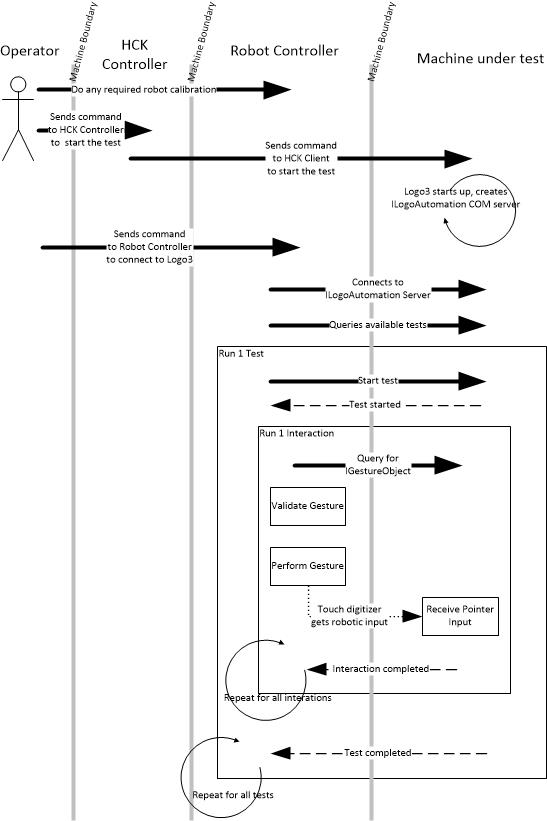 Machine Boundary
Machine Boundary
Machine Boundary
Operator
HCK
Controller
Robot Controller
Machine under test
Do any required robot calibration
Sends command
to HCK Controller
to start the test
Sends command
to HCK Client
to start the test
Logo3 starts up, creates
ILogoAutomation COM server
Sends command
to Robot Controller
to connect to Logo3
Connects to
ILogoAutomation Server
Queries available tests
Run 1 Test
Start test
Test started
Run 1 Interaction
Query for
IGestureObject
Validate Gesture
Perform Gesture
Touch digitizer
gets robotic input
Receive Pointer
Input
Interaction completed
Repeat for all interations
Test completed
Repeat for all tests